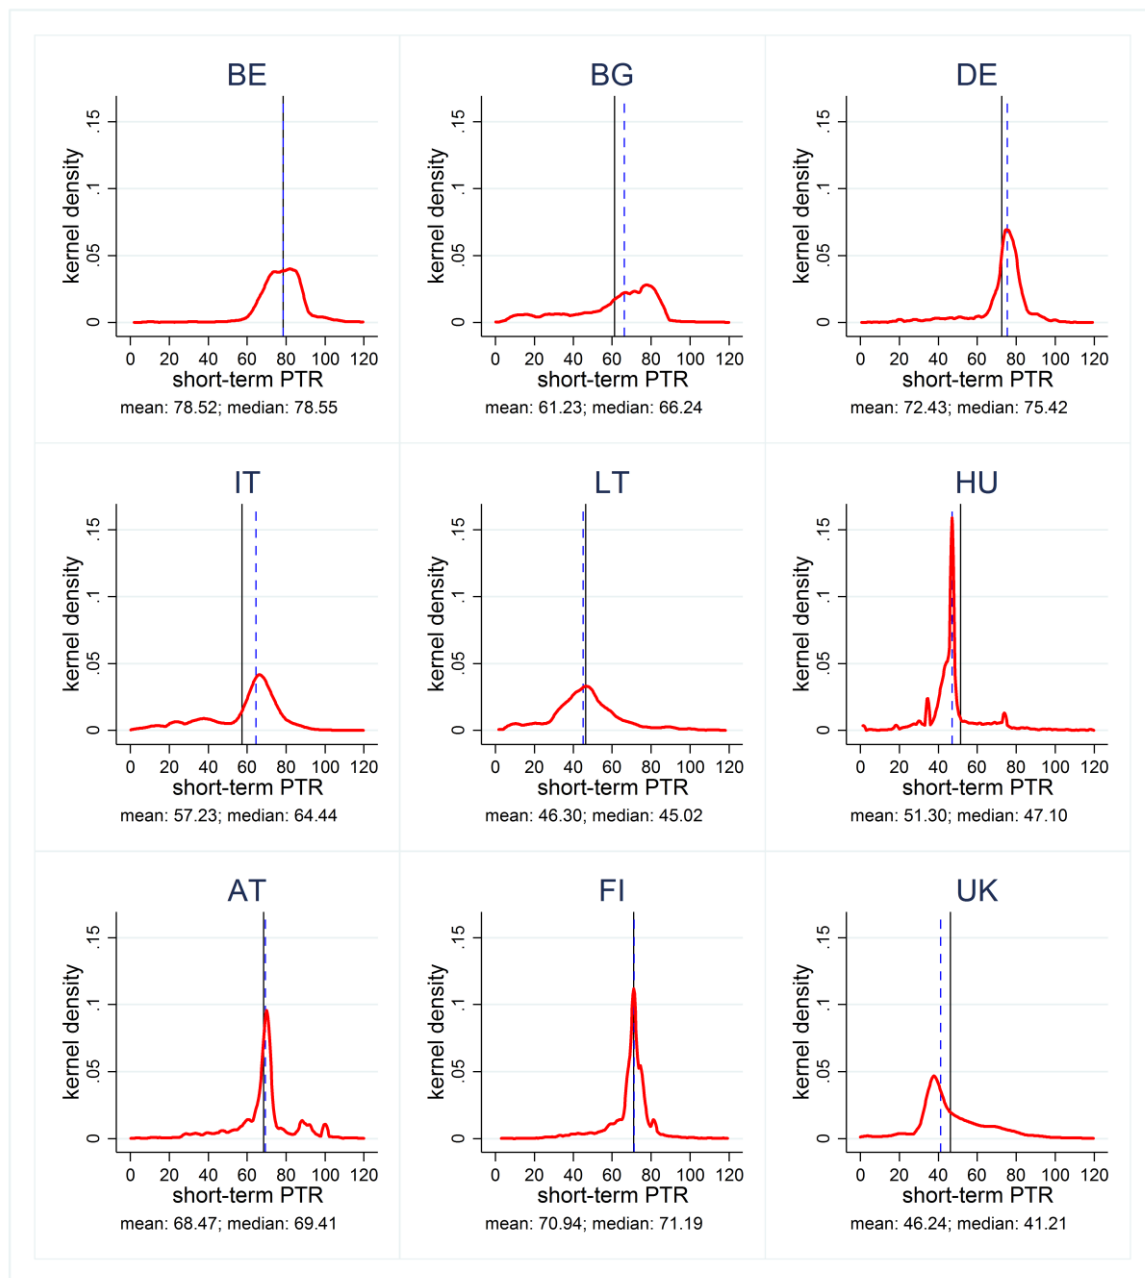 BE
BG
DE
kernel density
0 .05 .1 .15
0 20 40 60 80 100 120
short-term PTR
mean: 78.52; median: 78.55
kernel density
0 .05 .1 .15
0 20 40 60 80 100 120
short-term PTR
mean: 61.23; median: 66.24
kernel density
0 .05 .1 .15
0 20 40 60 80 100 120
short-term PTR
mean: 72.43; median: 75.42
IT
LT
HU
kernel density
0 .05 .1 .15
0 20 40 60 80 100 120
short-term PTR
mean: 57.23; median: 64.44
kernel density
0 .05 .1 .15
0 20 40 60 80 100 120
short-term PTR
mean: 46.30; median: 45.02
kernel density
0 .05 .1 .15
0 20 40 60 80 100 120
short-term PTR
mean: 51.30; median: 47.10
AT
FI
UK
kernel density
0 .05 .1 .15
0 20 40 60 80 100 120
short-term PTR
mean: 68.47; median: 69.41
kernel density
0 .05 .1 .15
0 20 40 60 80 100 120
short-term PTR
mean: 70.94; median: 71.19
kernel density
0 .05 .1 .15
0 20 40 60 80 100 120
short-term PTR
mean: 46.24; median: 41.21